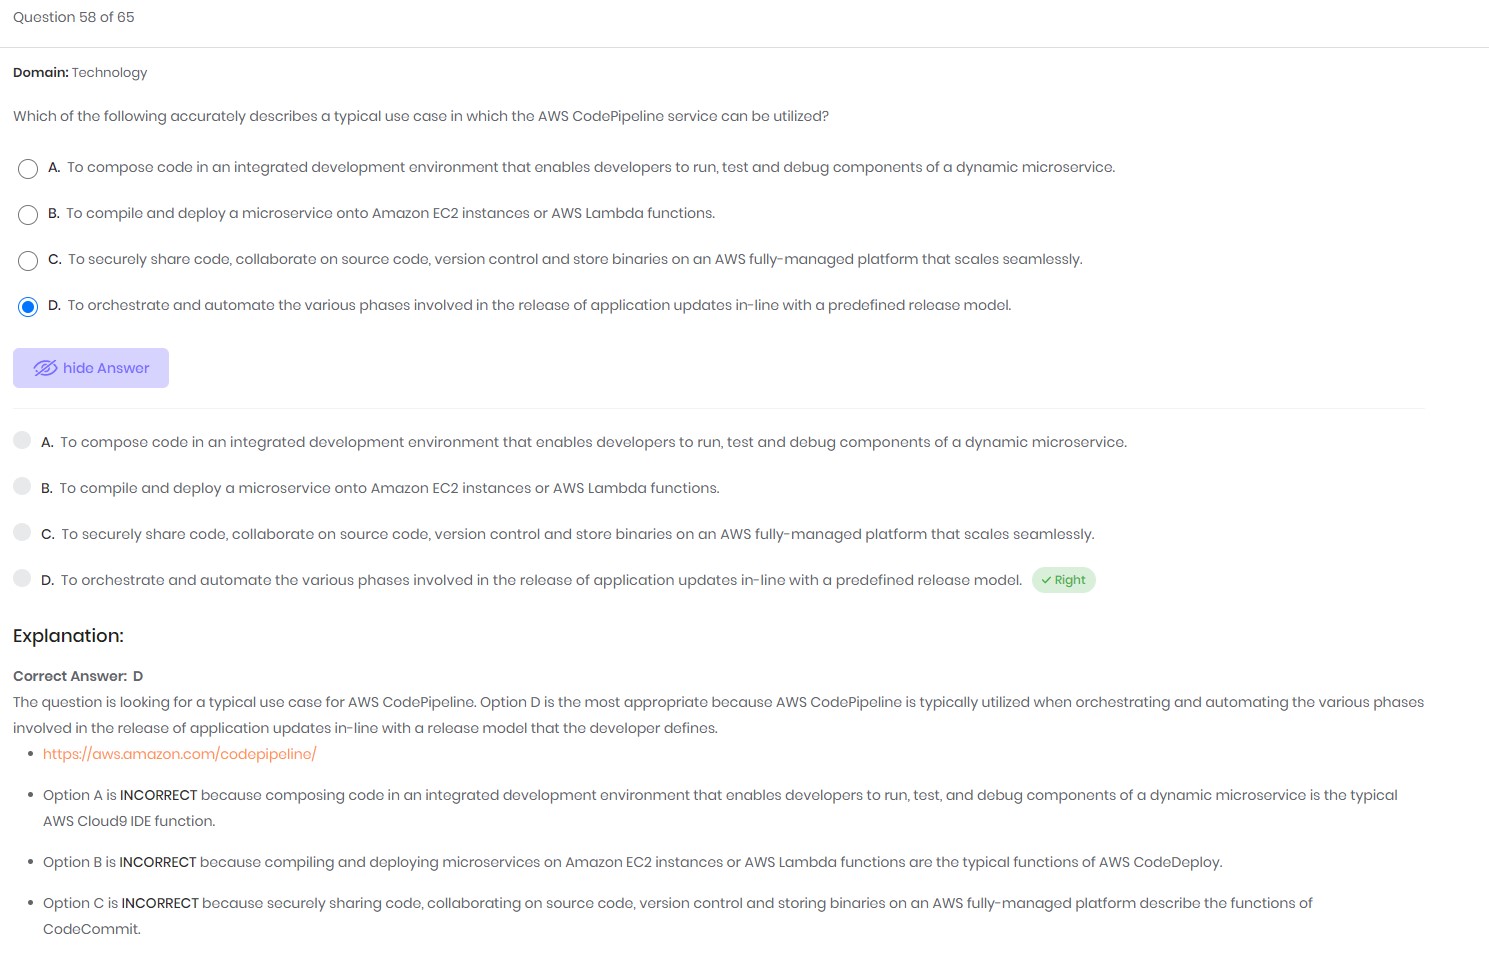 Question 58 of 65
Domain: Technology
Which of the following accurately describes a typical use case in which the AWS CodePipeline service can be utilized?
A. To compose code in an integrated development environment that enables developers to run, test and debug components of a dynamic microservice.
B. To compile and deploy a microservice onto Amazon EC2 instances or AWS Lambda functions.
C. To securely share code, collaborate on source code, version control and store binaries on an AWS fully-managed platform that scales seamlessly.
D. To orchestrate and automate the various phases involved in the release of application updates in-line with a predefined release model.
hide Answer
A. To compose code in an integrated development environment that enables developers to run, test and debug components of a dynamic microservice.
B. To compile and deploy a microservice onto Amazon EC2 instances or AWS Lambda functions.
C. To securely share code, collaborate on source code, version control and store binaries on an AWS fully-managed platform that scales seamlessly.
D. To orchestrate and automate the various phases involved in the release of application updates in-line with a predefined release model. ✓ Right
Explanation:
Correct Answer: D
The question is looking for a typical use case for AWS CodePipeline. Option D is the most appropriate because AWS CodePipeline is typically utilized when orchestrating and automating the various phases
involved in the release of application updates in-line with a release model that the developer defines.
• https://aws.amazon.com/codepipeline/
• Option A is INCORRECT because composing code in an integrated development environment that enables developers to run, test, and debug components of a dynamic microservice is the typical
AWS Cloud9 IDE function.
• Option B is INCORRECT because compiling and deploying microservices on Amazon EC2 instances or AWS Lambda functions are the typical functions of AWS CodeDeploy.
• Option C is INCORRECT because securely sharing code, collaborating on source code, version control and storing binaries on an AWS fully-managed platform describe the functions of
CodeCommit.